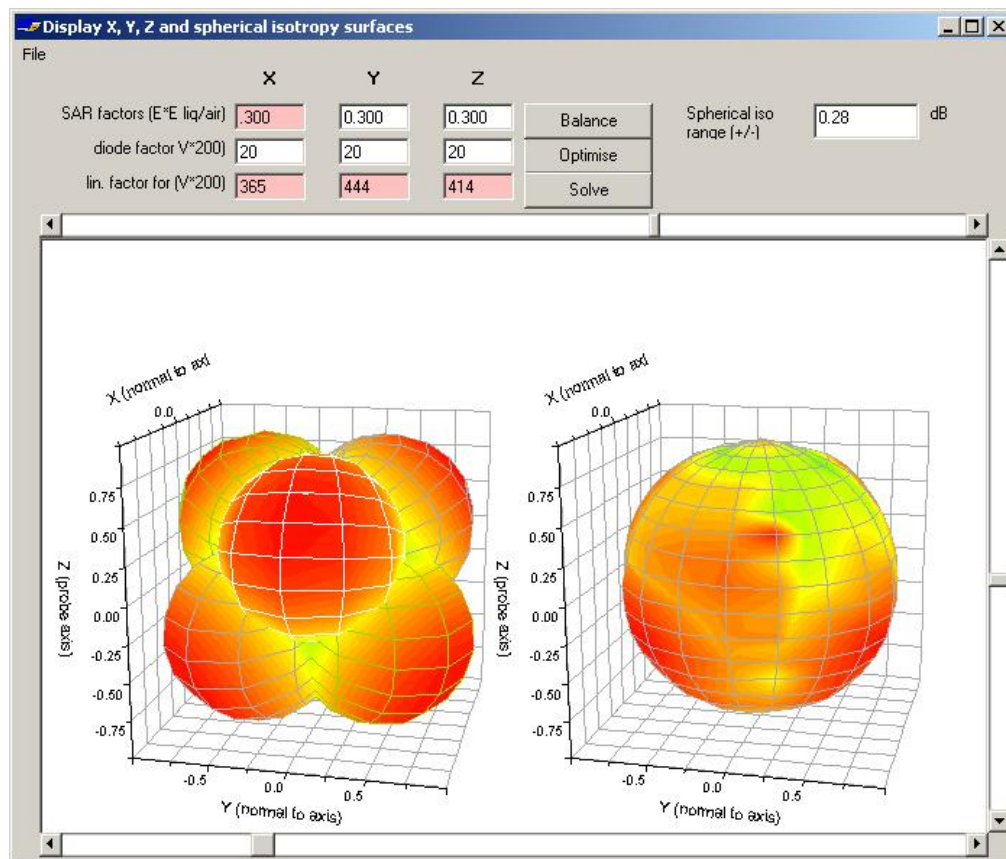 Display X, Y, Z and spherical isotropy surfaces
File
X Y Z
SAR factors (E*E liq/air) .300 0.300 0.300 Balance Spherical iso range (+/-) 0.28 dB
diode factor V*200) 20 20 20 Optimise
lin. factor for (V*200) 365 444 414 Solve
X (normal to axi
0.0
0.75
0.50
0.25
0.00
-0.25
-0.50
-0.75
Z (probe axis)
-0.5 0.0 0.5
Y (normal to axis)
X (normal to axi
0.0
0.75
0.50
0.25
0.00
-0.25
-0.50
-0.75
Z (probe axis)
-0.5 0.0 0.5
Y (normal to axis)